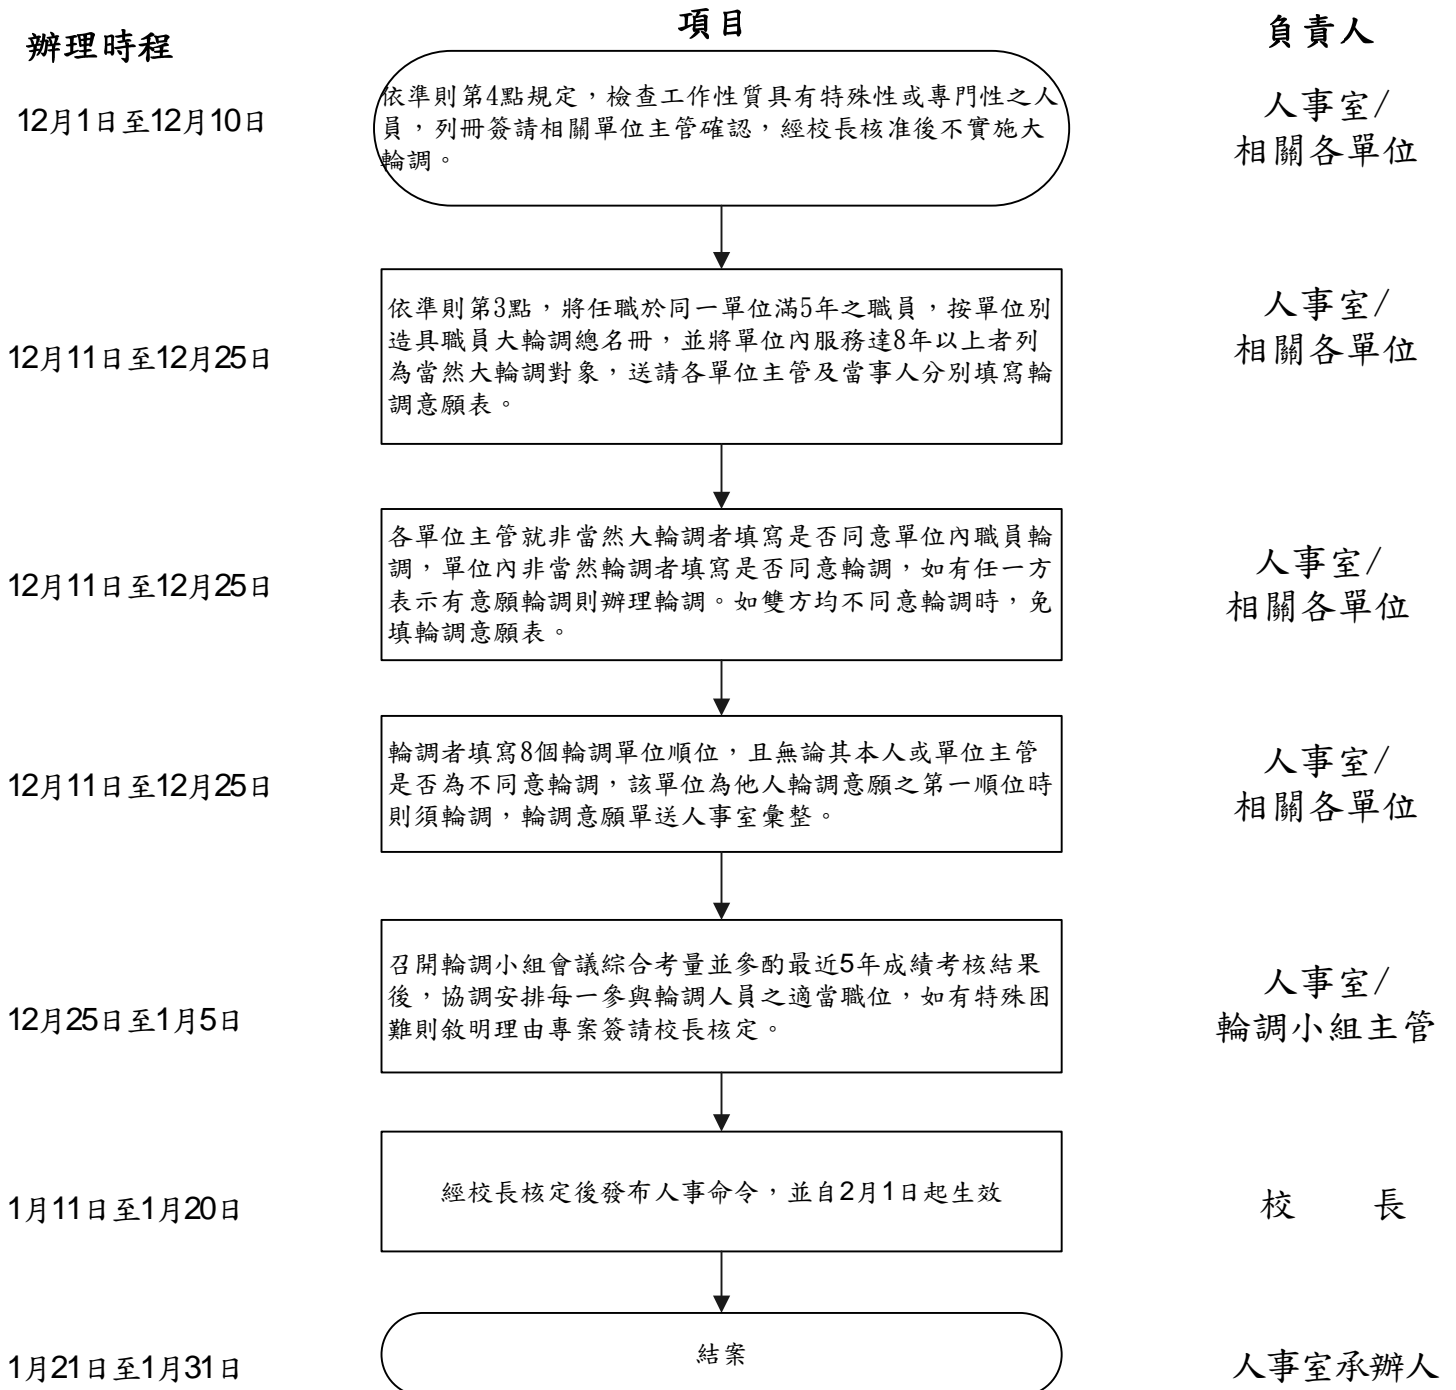 辦理時程
項目
負責人
12月1日至12月10日
依準則第4點規定，檢查工作性質具有特殊性或專門性之人
員，列冊簽請相關單位主管確認，經校長核准後不實施大
輪調。
人事室/
相關各單位
12月11日至12月25日
依準則第3點，將任職於同一單位滿5年之職員，按單位別
造具職員大輪調總名冊，並將單位內服務達8年以上者列
為當然大輪調對象，送請各單位主管及當事人分別填寫輪
調意願表。
人事室/
相關各單位
12月11日至12月25日
各單位主管就非當然大輪調者填寫是否同意單位內職員輪
調，單位內非當然輪調者填寫是否同意輪調，如有任一方
表示有意願輪調則辦理輪調。如雙方均不同意輪調時，免
填輪調意願表。
人事室/
相關各單位
12月11日至12月25日
輪調者填寫8個輪調單位順位，且無論其本人或單位主管
是否為不同意輪調，該單位為他人輪調意願之第一順位時
則須輪調，輪調意願單送人事室彙整。
人事室/
相關各單位
12月25日至1月5日
召開輪調小組會議綜合考量並參酌最近5年成績考核結果
後，協調安排每一參與輪調人員之適當職位，如有特殊困
難則敘明理由專案簽請校長核定。
人事室/
輪調小組主管
1月11日至1月20日
經校長核定後發布人事命令，並自2月1日起生效
校　　長
1月21日至1月31日
結案
人事室承辦人